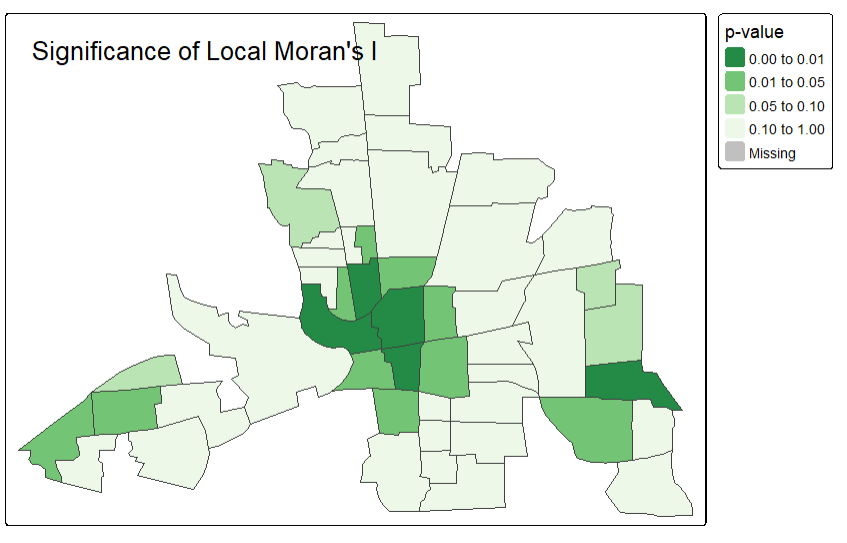 Significance of Local Moran's I
p-value
0.00 to 0.01
0.01 to 0.05
0.05 to 0.10
0.10 to 1.00
Missing